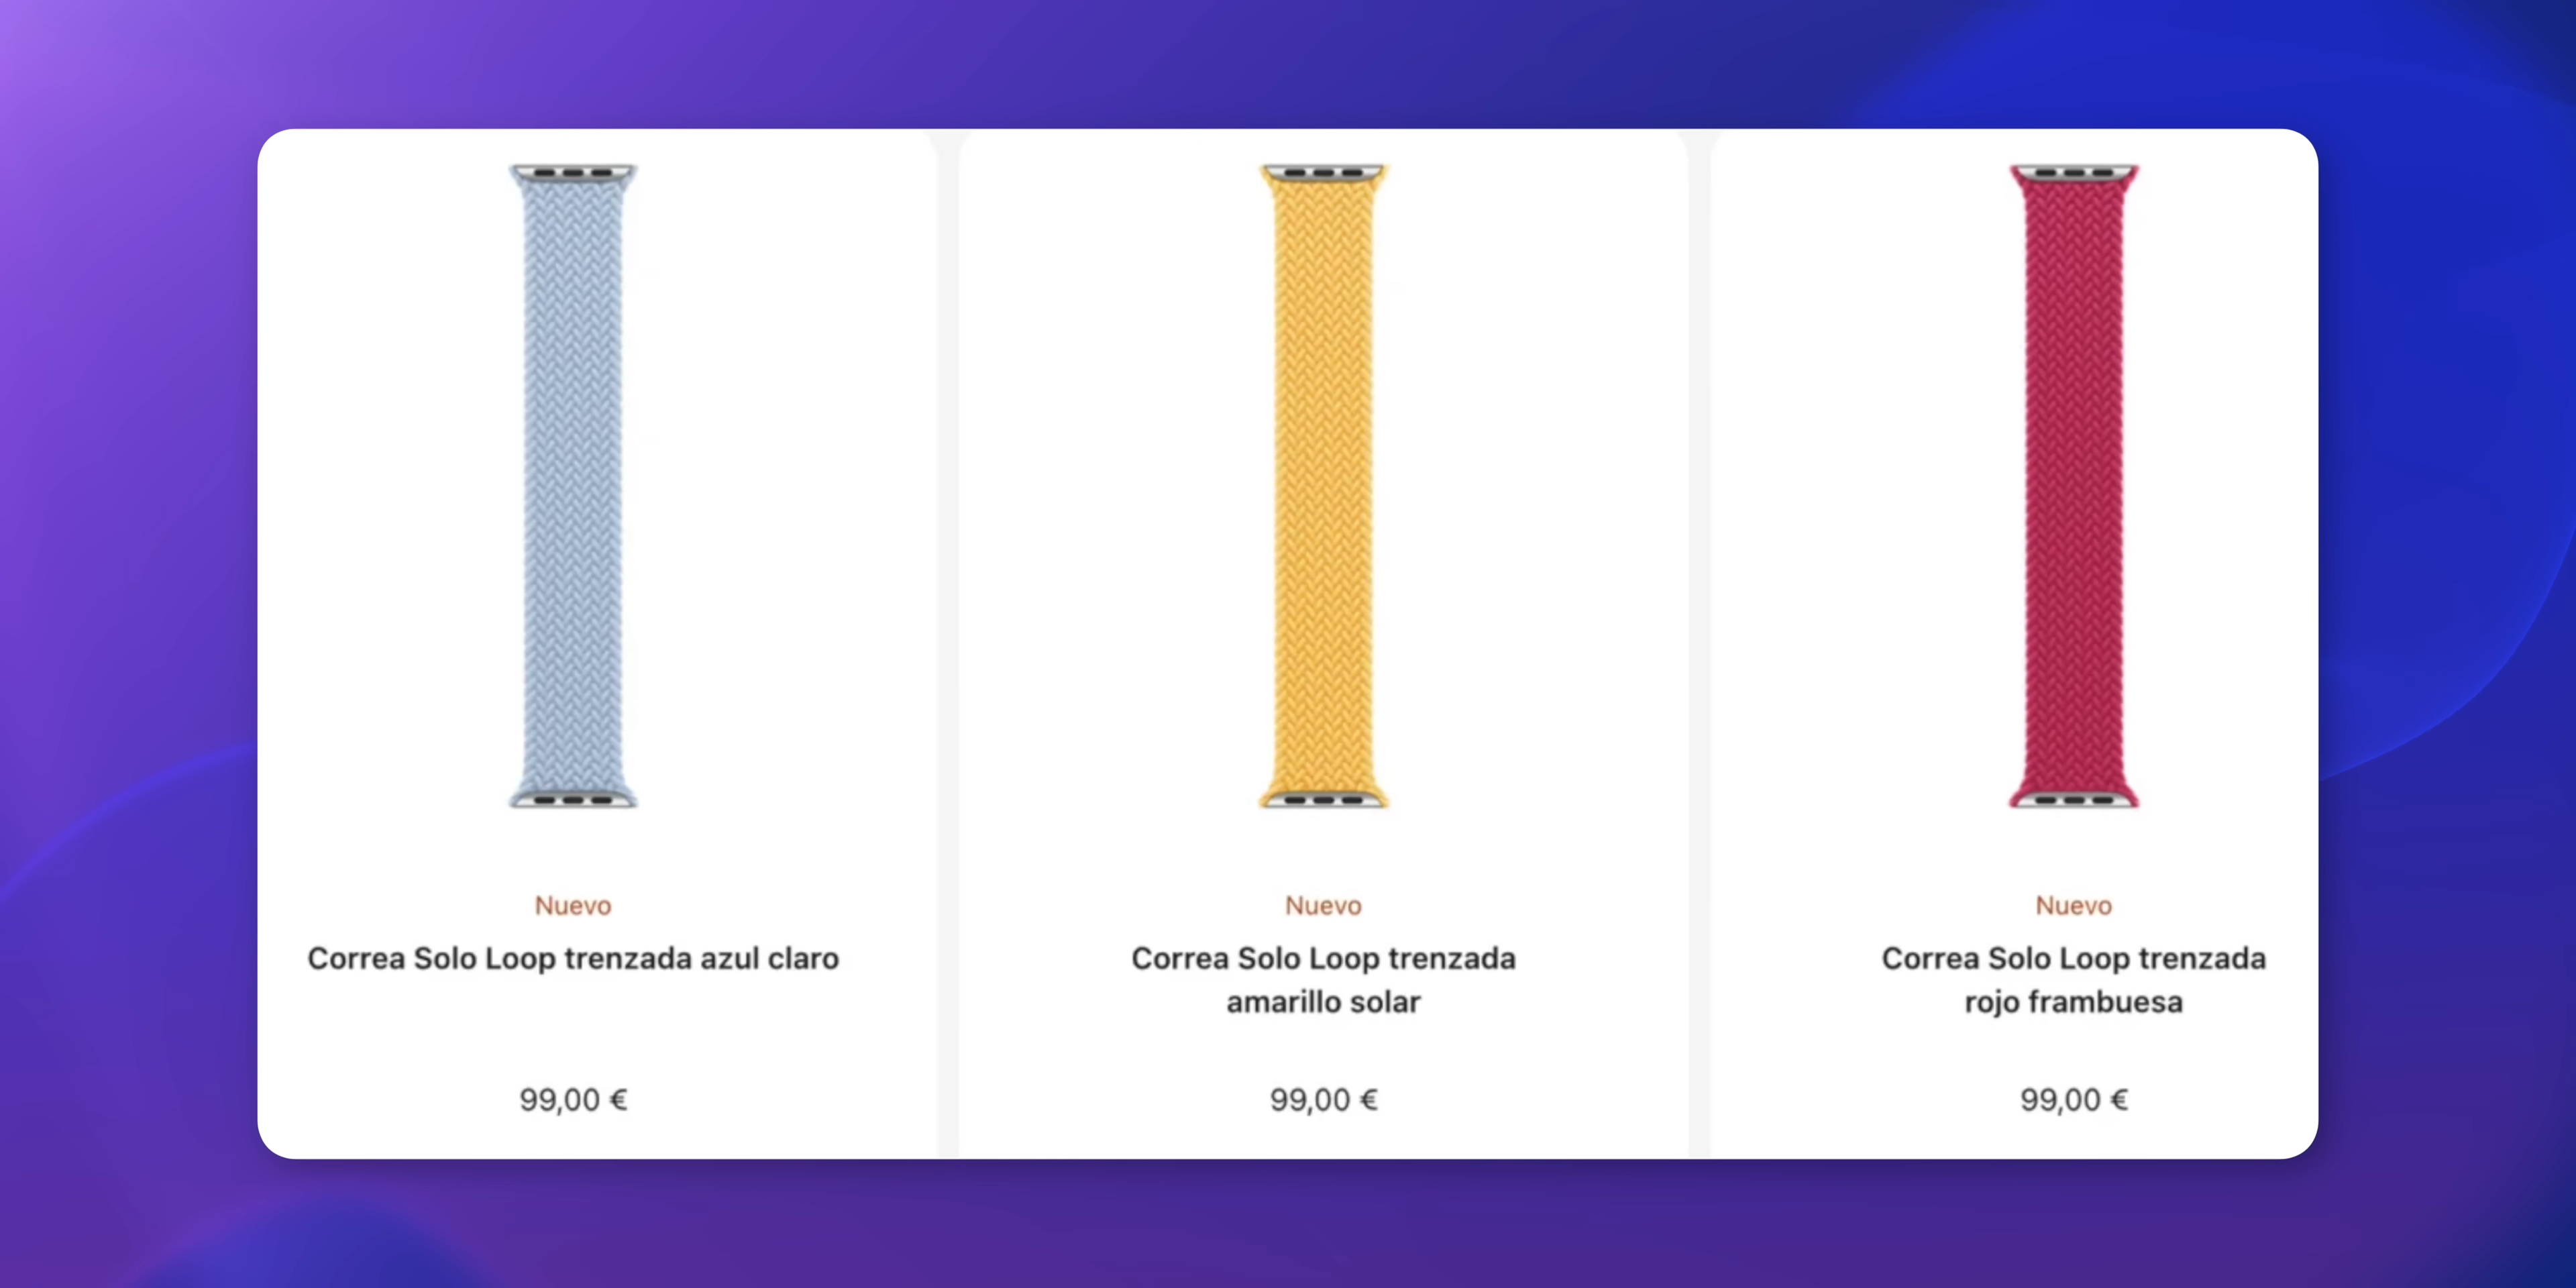 Nuevo
Correa Solo Loop trenzada azul claro
99,00 €
Nuevo
Correa Solo Loop trenzada
amarillo solar
99,00 €
Nuevo
Correa Solo Loop trenzada
rojo frambuesa
99,00 €